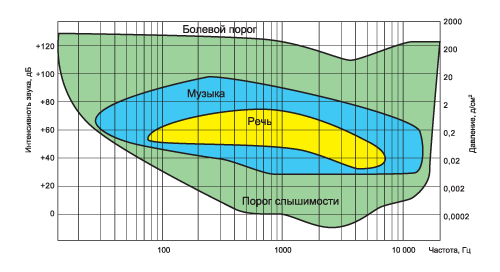 Болевой порог
Музыка
Речь
Порог слышимости
Интенсивноть звука, дБ
+120
+100
+80
+60
+40
+20
0
2000
200
20
2
0,2
0,02
0,002
0,0002
Давление, д/см²
100
1000
10 000
Частота, Гц